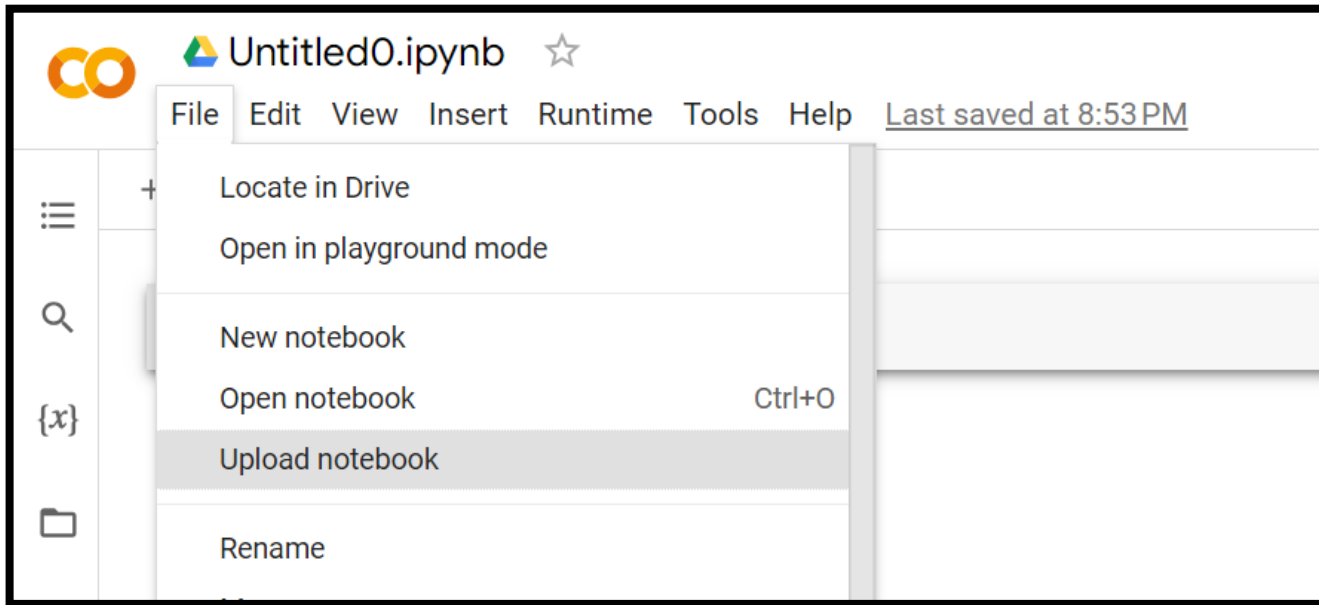 Untitled0.ipynb
File Edit View Insert Runtime Tools Help Last saved at 8:53 PM
Locate in Drive
Open in playground mode
New notebook
Open notebook Ctrl+O
{x}
Upload notebook
Rename